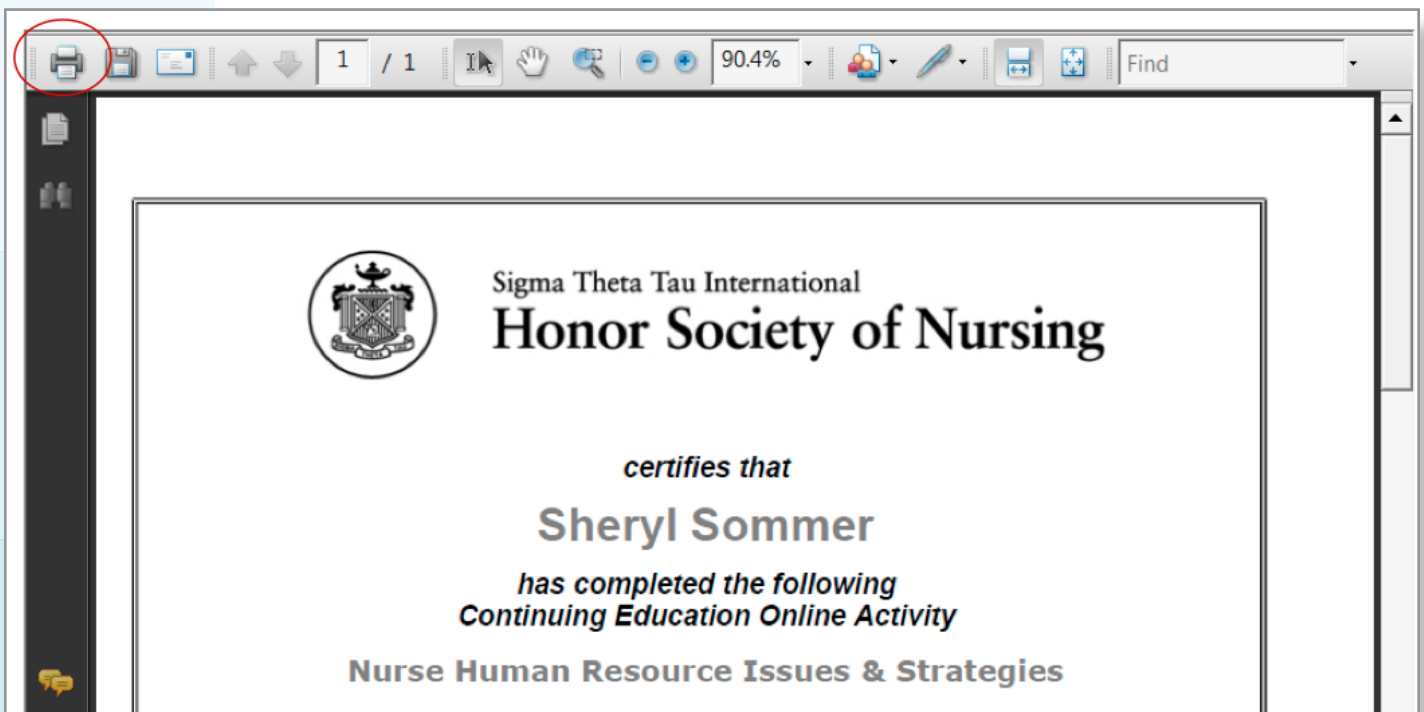 1 / 1 90.4% Find
Sigma Theta Tau International
Honor Society of Nursing
certifies that
Sheryl Sommer
has completed the following
Continuing Education Online Activity
Nurse Human Resource Issues & Strategies